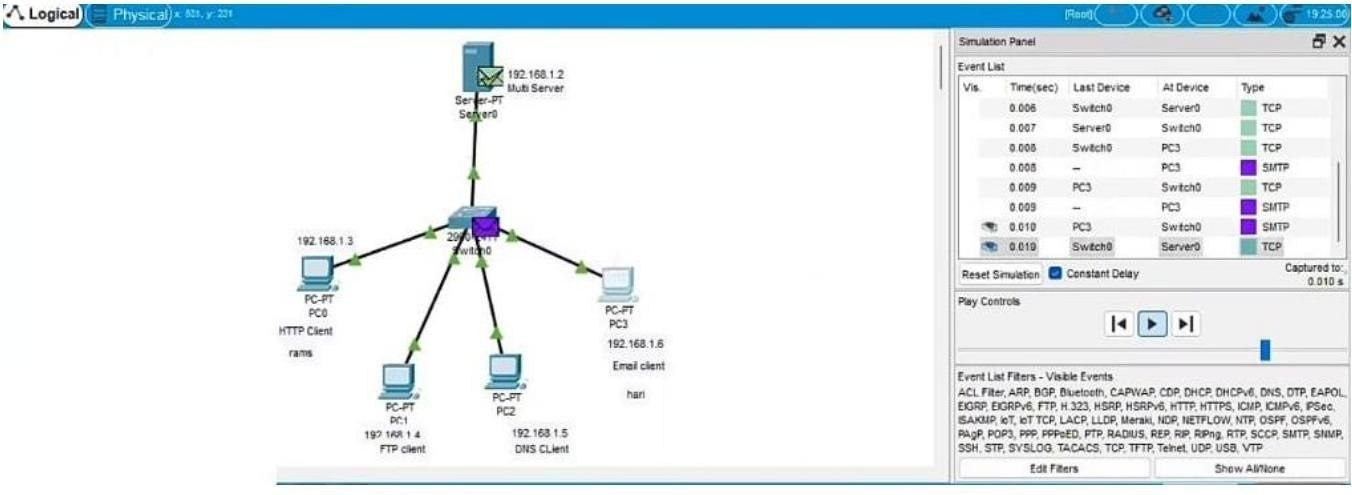 Logical Physical x: 521, y: 221 [Root] 19:25:00
192.168.1.2
Multi Server
Server-PT
Server0
Switch0
192.168.1.3
PC-PT
PC0
HTTP Client
rams
PC-PT
PC1
192.168.1.4
FTP client
PC-PT
PC2
192.168.1.5
DNS CLient
PC-PT
PC3
192.168.1.6
Email client
hari
Simulation Panel
Event List
Vis. Time(sec) Last Device At Device Type
0.006 Switch0 Server0 TCP
0.007 Server0 Switch0 TCP
0.008 Switch0 PC3 TCP
0.008 -- PC3 SMTP
0.009 PC3 Switch0 TCP
0.009 -- PC3 SMTP
0.010 PC3 Switch0 SMTP
0.010 Switch0 Server0 TCP
Reset Simulation Constant Delay Captured to:
0.010 s
Play Controls
Event List Filters - Visible Events
ACL Filter, ARP, BGP, Bluetooth, CAPWAP, CDP, DHCP, DHCPv6, DNS, DTP, EAPOL,
EIGRP, EIGRPv6, FTP, H.323, HSRP, HSRPv6, HTTP, HTTPS, ICMP, ICMPv6, IPSec,
ISAKMP, IoT, IoT TCP, LACP, LLDP, Meraki, NDP, NETFLOW, NTP, OSPF, OSPFv6,
PAgP, POP3, PPP, PPPoED, PTP, RADIUS, REP, RIP, RIPng, RTP, SCCP, SMTP, SNMP,
SSH, STP, SYSLOG, TACACS, TCP, TFTP, Telnet, UDP, USB, VTP
Edit Filters Show All/None